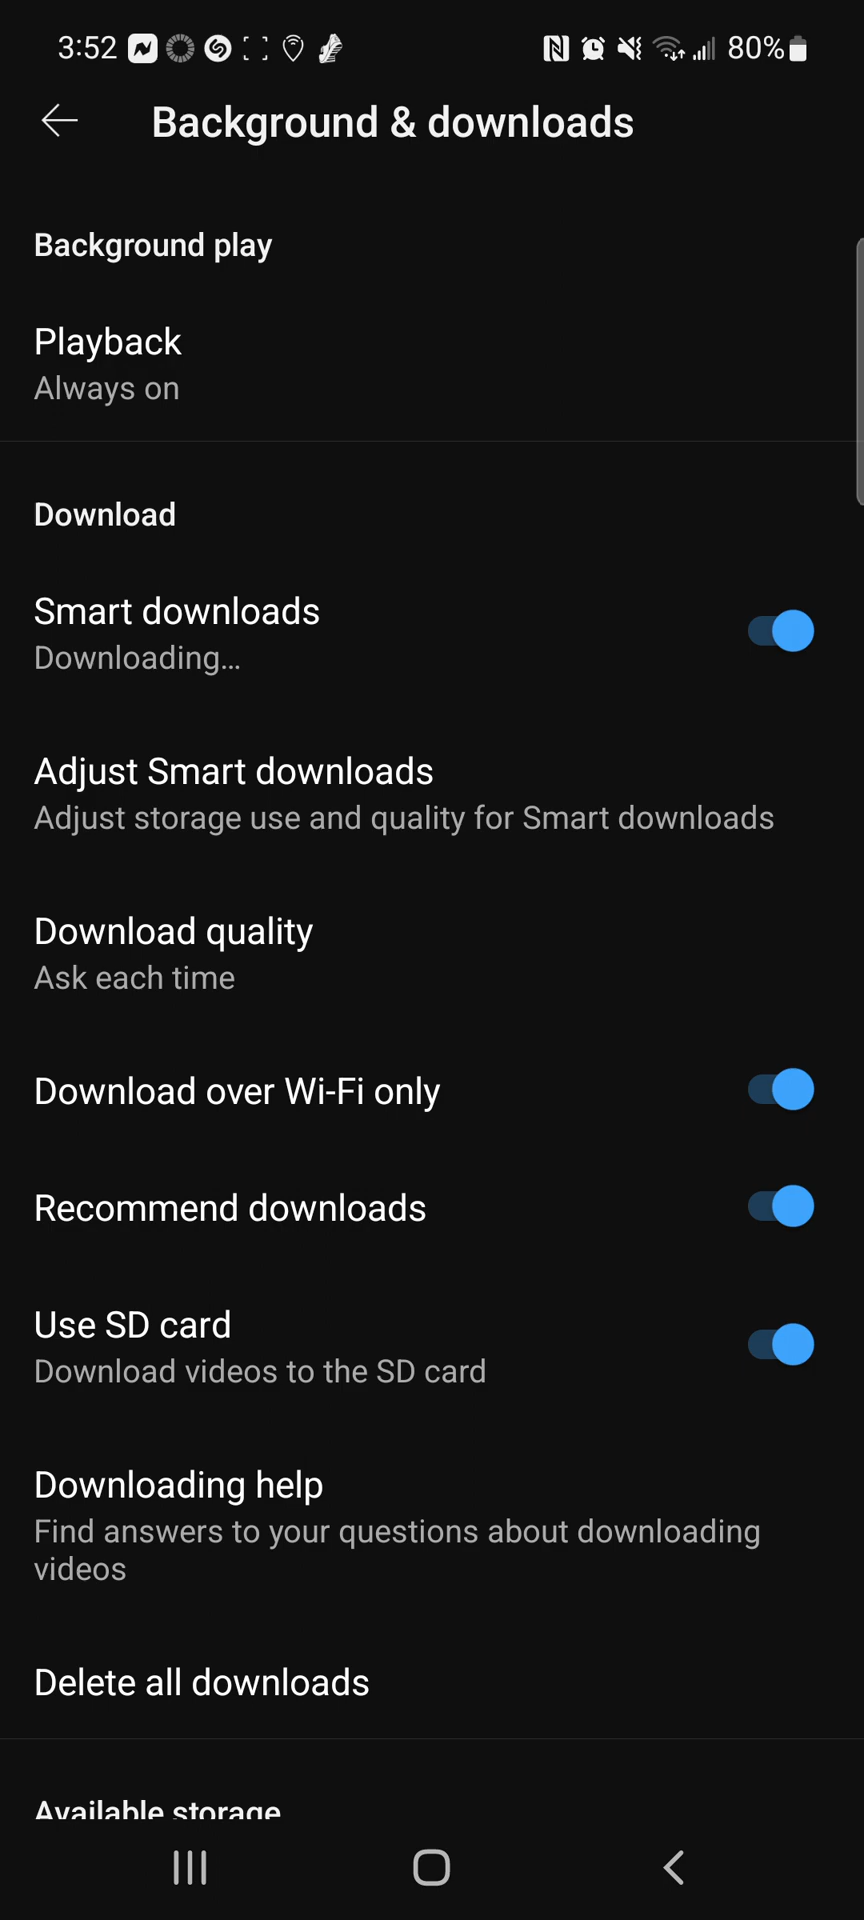 3:52 80%
Background & downloads
Background play
Playback
Always on
Download
Smart downloads
Downloading...
Adjust Smart downloads
Adjust storage use and quality for Smart downloads
Download quality
Ask each time
Download over Wi-Fi only
Recommend downloads
Use SD card
Download videos to the SD card
Downloading help
Find answers to your questions about downloading
videos
Delete all downloads
Available storage